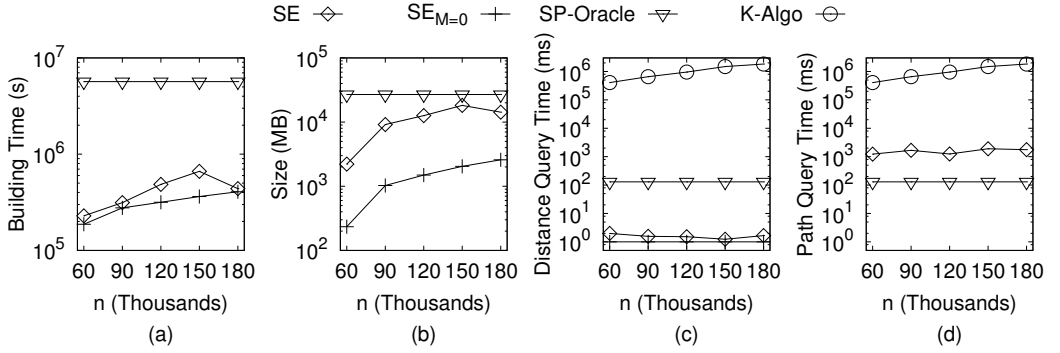 SE SE_{M=0} SP-Oracle K-Algo
Building Time (s)
10^7
10^6
10^5
60 90 120 150 180
n (Thousands)
(a)
Size (MB)
10^5
10^4
10^3
10^2
60 90 120 150 180
n (Thousands)
(b)
Distance Query Time (ms)
10^6
10^5
10^4
10^3
10^2
10^1
10^0
60 90 120 150 180
n (Thousands)
(c)
Path Query Time (ms)
10^6
10^5
10^4
10^3
10^2
10^1
10^0
60 90 120 150 180
n (Thousands)
(d)